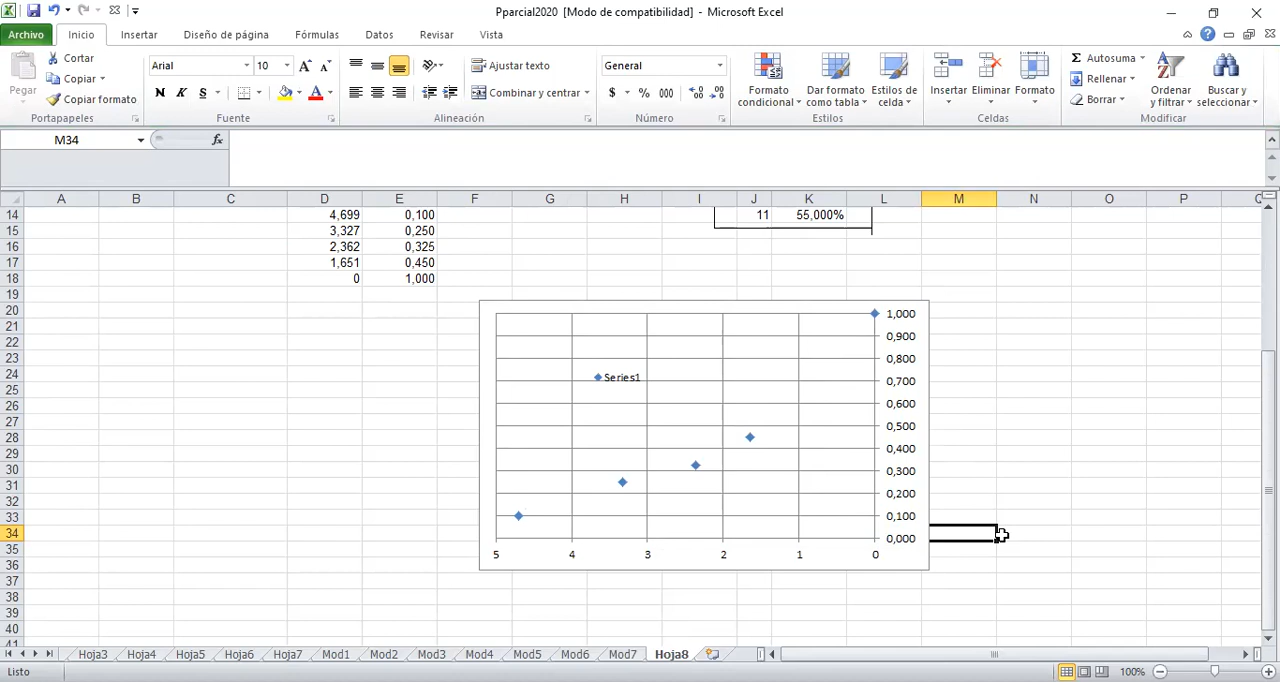 Pparcial2020 [Modo de compatibilidad] - Microsoft Excel
Archivo Inicio Insertar Diseño de página Fórmulas Datos Revisar Vista
Pegar
Cortar
Copiar
Copiar formato
Portapapeles
Arial 10 A A
N K S A
Fuente
Ajustar texto
Combinar y centrar
Alineación
General
$ % 000
Número
Formato condicional
Dar formato como tabla
Estilos de celda
Estilos
Insertar Eliminar Formato
Celdas
Σ Autosuma
Rellenar
Borrar
Ordenar y filtrar
Buscar y seleccionar
Modificar
M34 fx
A B C D E F G H I J K L M N O P Q
14 4,699 0,100 11 55,000%
15 3,327 0,250
16 2,362 0,325
17 1,651 0,450
18 0 1,000
19
20
21
22
23
24
25
26
27
28
29
30
31
32
33
34
35
36
37
38
39
40
41
1,000
0,900
0,800
0,700
0,600
0,500
0,400
0,300
0,200
0,100
0,000
Series1
5 4 3 2 1 0
Hoja3 Hoja4 Hoja5 Hoja6 Hoja7 Mod1 Mod2 Mod3 Mod4 Mod5 Mod6 Mod7 Hoja8
Listo 100%